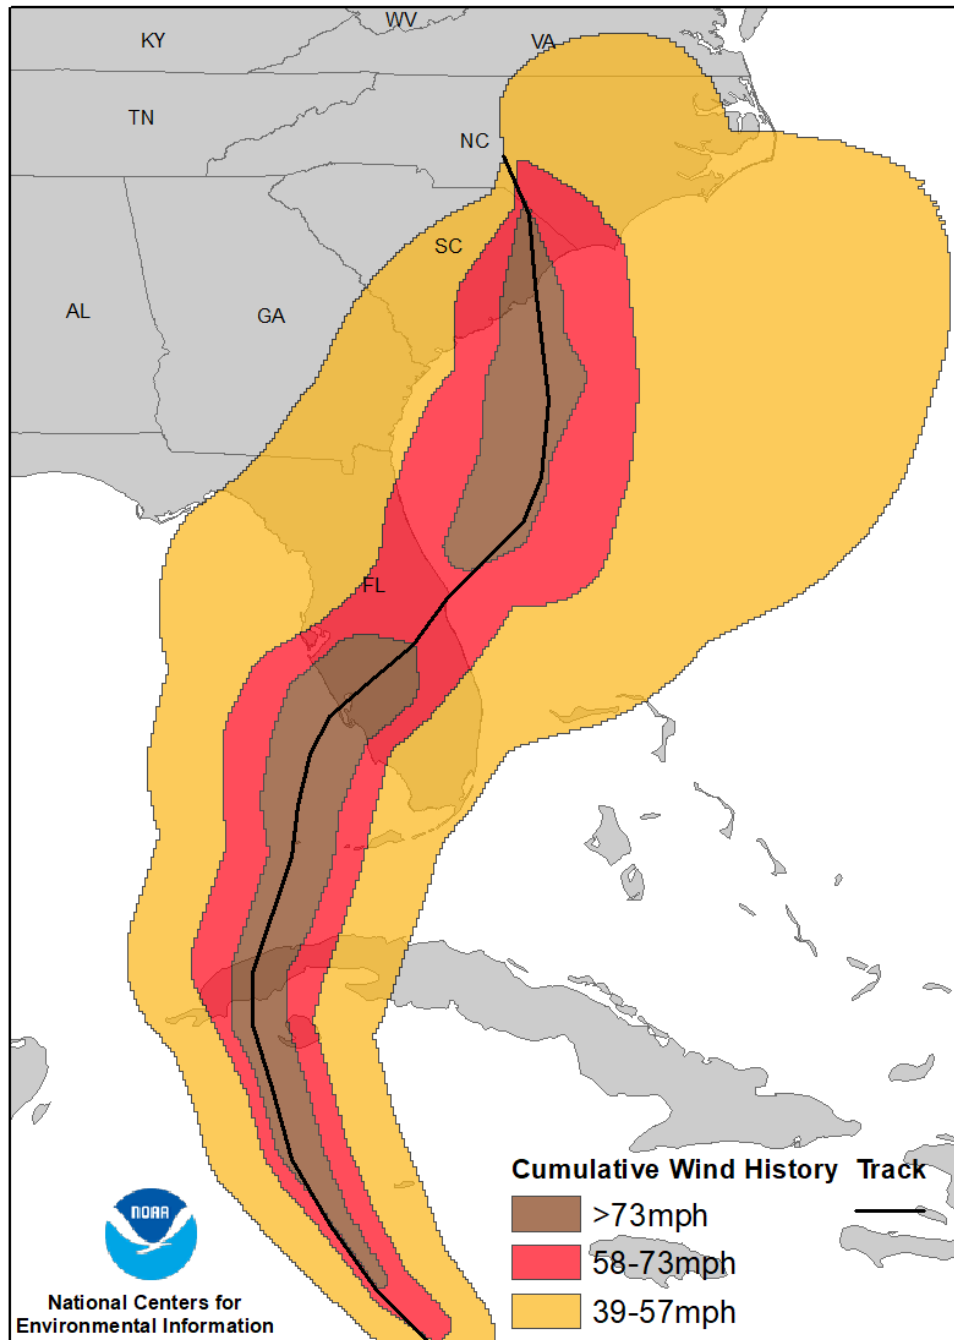 WV
KY
VA
TN
NC
SC
AL
GA
FL
Cumulative Wind History Track
>73mph
58-73mph
39-57mph
NOAA
National Centers for
Environmental Information